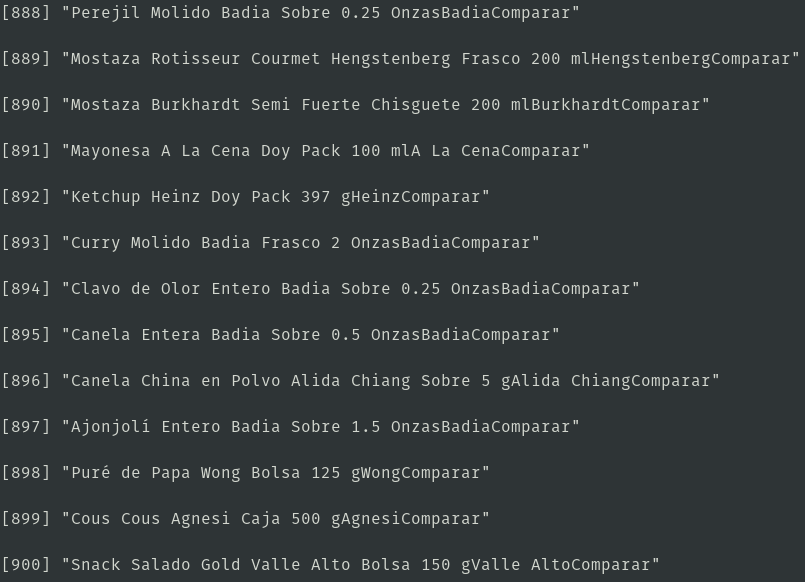 [888] "Perejil Molido Badia Sobre 0.25 OnzasBadiaComparar"
[889] "Mostaza Rotisseur Courmet Hengstenberg Frasco 200 mlHengstenbergComparar"
[890] "Mostaza Burkhardt Semi Fuerte Chisguete 200 mlBurkhardtComparar"
[891] "Mayonesa A La Cena Doy Pack 100 mlA La CenaComparar"
[892] "Ketchup Heinz Doy Pack 397 gHeinzComparar"
[893] "Curry Molido Badia Frasco 2 OnzasBadiaComparar"
[894] "Clavo de Olor Entero Badia Sobre 0.25 OnzasBadiaComparar"
[895] "Canela Entera Badia Sobre 0.5 OnzasBadiaComparar"
[896] "Canela China en Polvo Alida Chiang Sobre 5 gAlida ChiangComparar"
[897] "Ajonjolí Entero Badia Sobre 1.5 OnzasBadiaComparar"
[898] "Puré de Papa Wong Bolsa 125 gWongComparar"
[899] "Cous Cous Agnesi Caja 500 gAgnesiComparar"
[900] "Snack Salado Gold Valle Alto Bolsa 150 gValle AltoComparar"